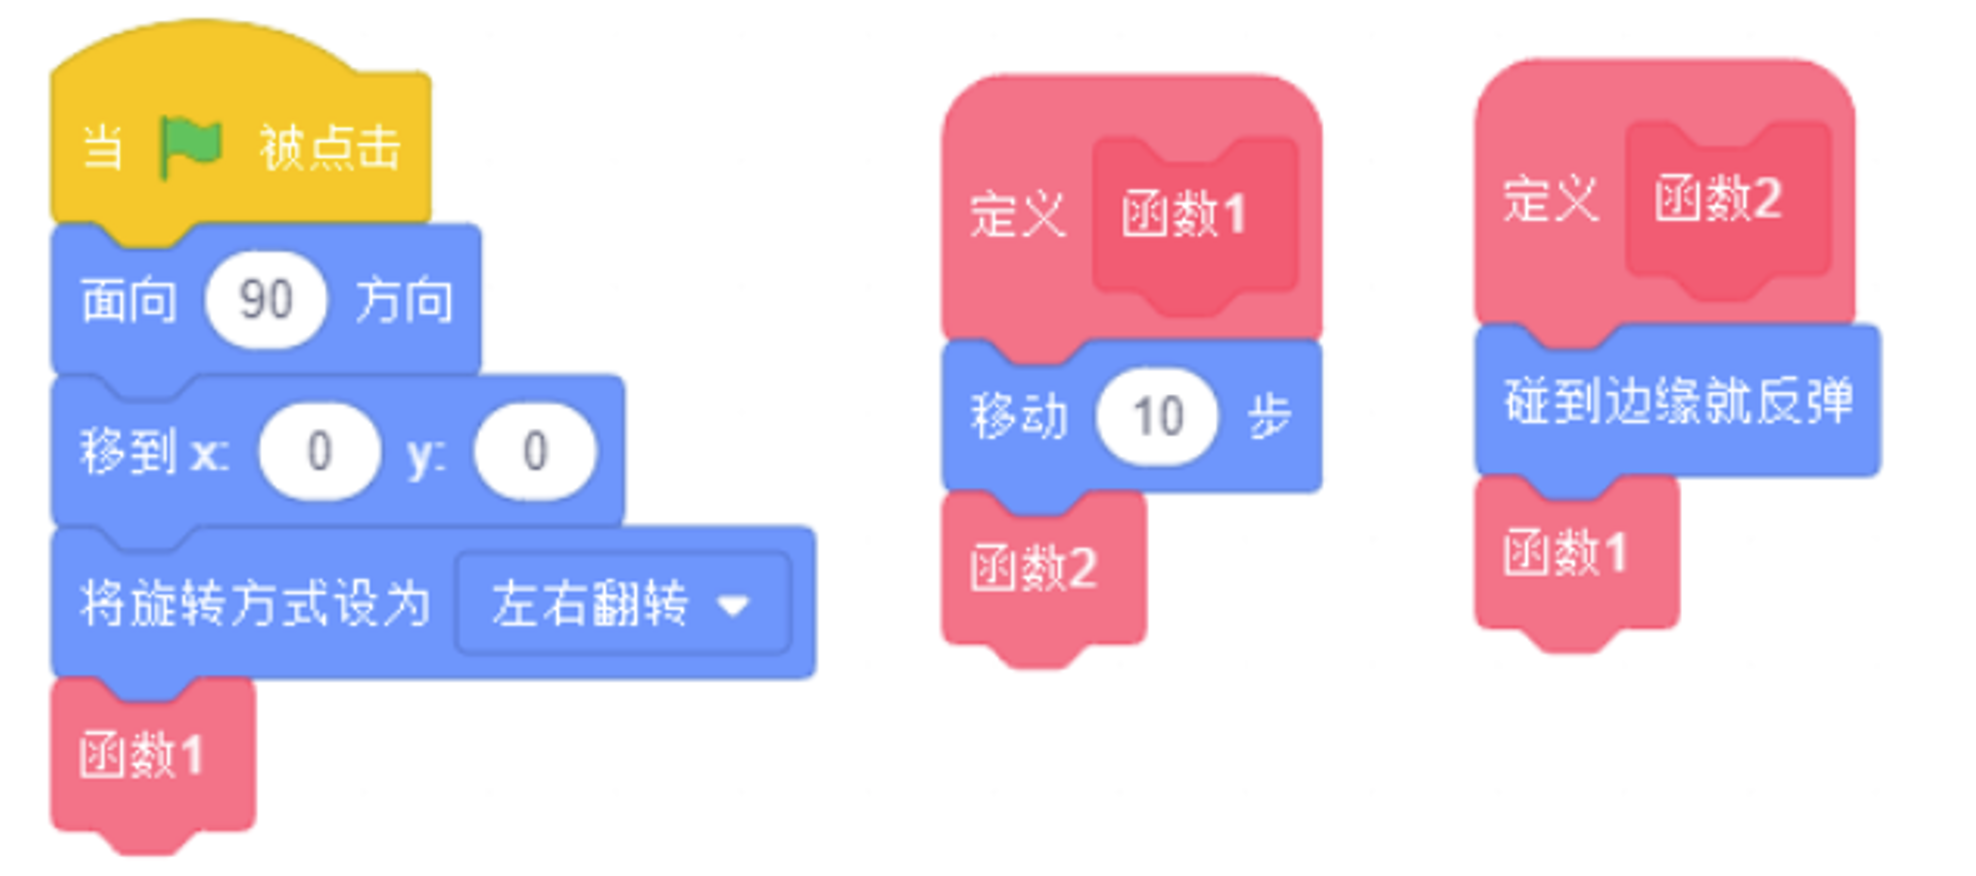 当 被点击
面向 90 方向
移到 x: 0 y: 0
将旋转方式设为 左右翻转
函数1
定义 函数1
移动 10 步
函数2
定义 函数2
碰到边缘就反弹
函数1